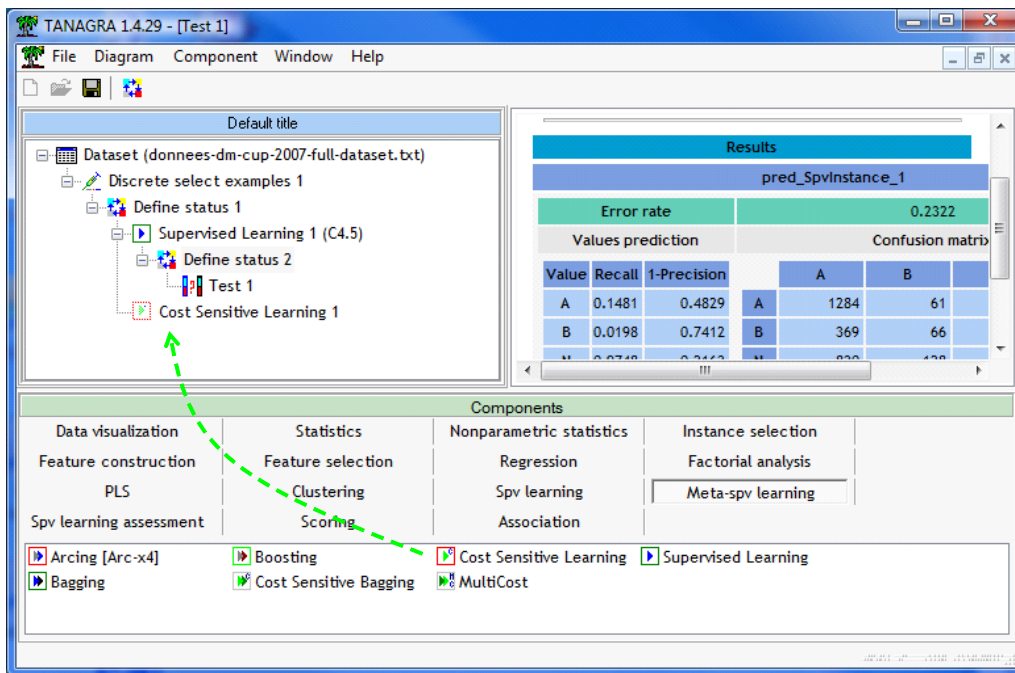 TANAGRA 1.4.29 - [Test 1]
File Diagram Component Window Help
Default title
Dataset (donnees-dm-cup-2007-full-dataset.txt)
Discrete select examples 1
Define status 1
Supervised Learning 1 (C4.5)
Define status 2
Test 1
Cost Sensitive Learning 1
Results
pred_SpvInstance_1
Error rate 0.2322
Values prediction Confusion matrix
Value Recall 1-Precision A B
A 0.1481 0.4829 A 1284 61
B 0.0198 0.7412 B 369 66
Components
Data visualization Statistics Nonparametric statistics Instance selection
Feature construction Feature selection Regression Factorial analysis
PLS Clustering Spv learning Meta-spv learning
Spv learning assessment Scoring Association
Arcing [Arc-x4] Boosting Cost Sensitive Learning Supervised Learning
Bagging Cost Sensitive Bagging MultiCost